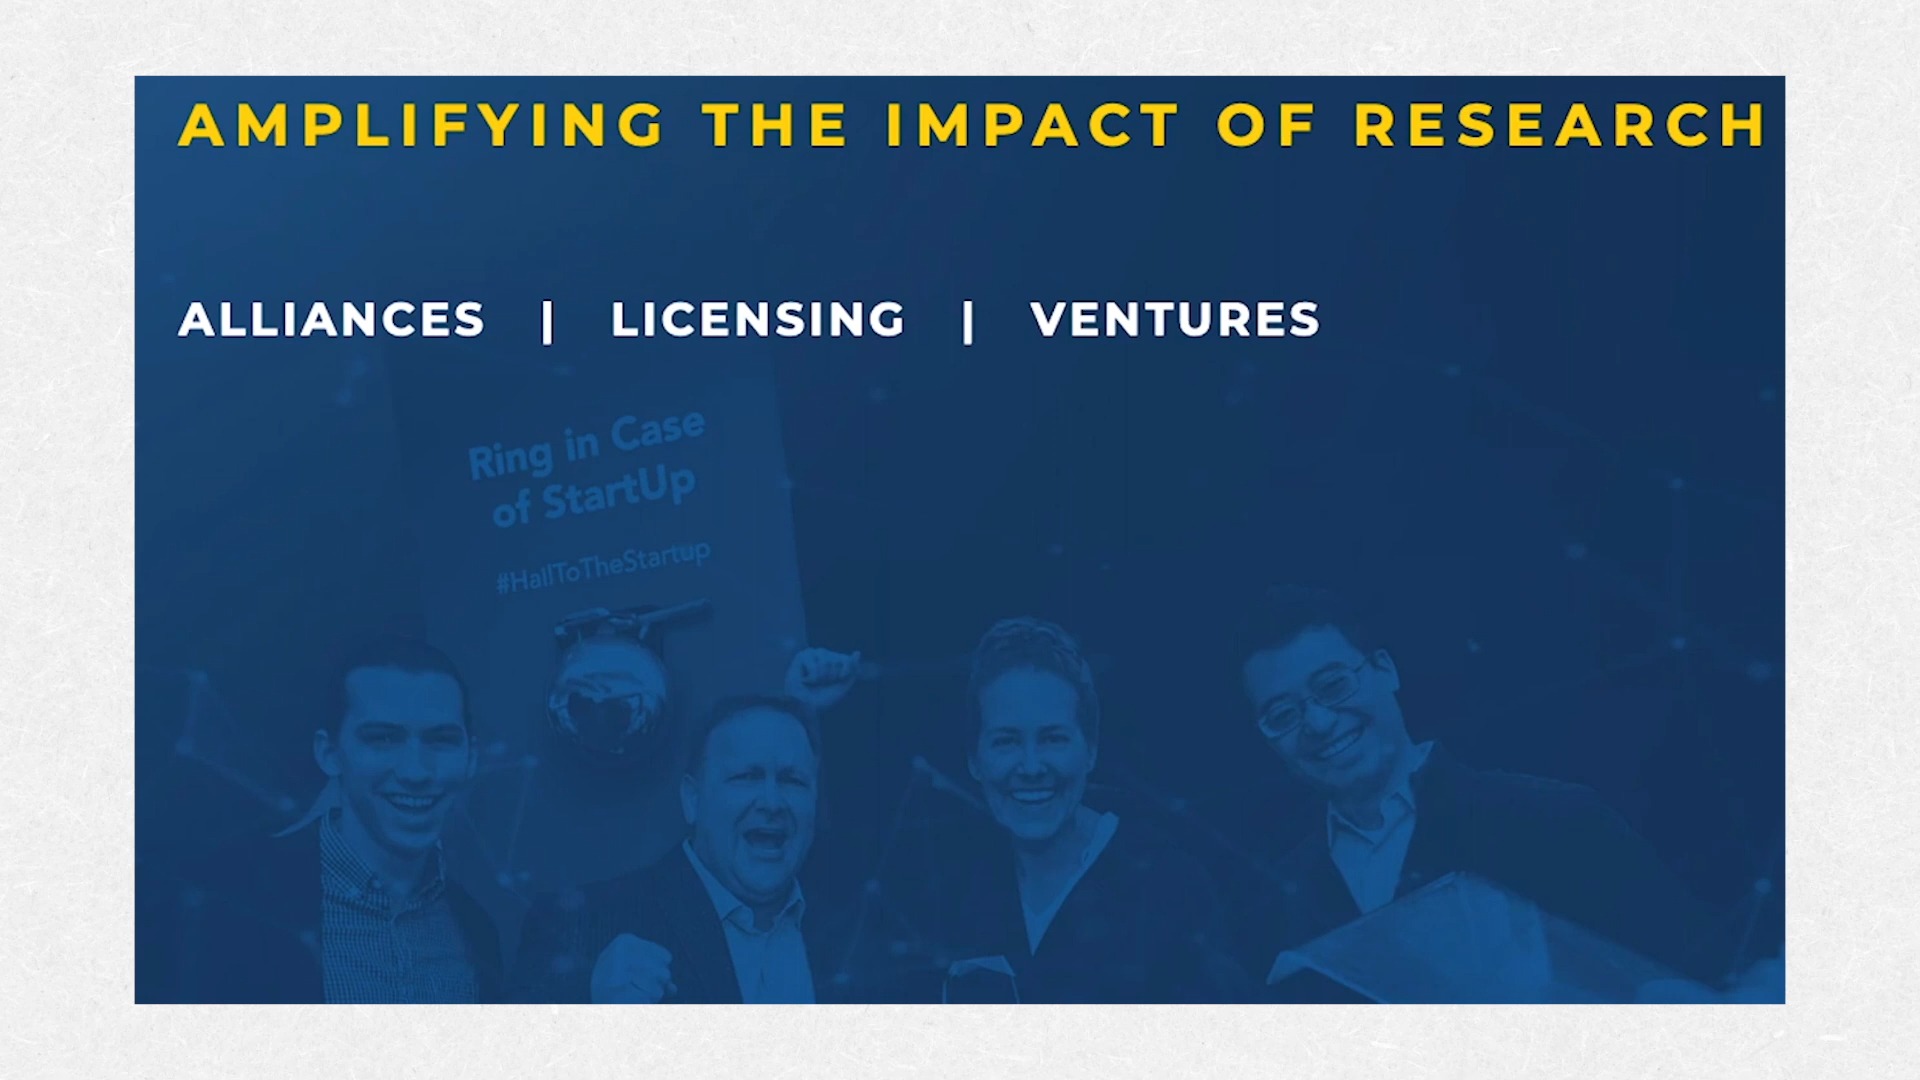 AMPLIFYING THE IMPACT OF RESEARCH
ALLIANCES | LICENSING | VENTURES
Ring in Case
of StartUp
#HailToTheStartup